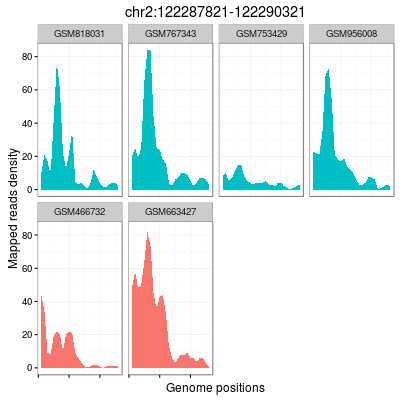 chr2:122287821-122290321
GSM818031 GSM767343 GSM753429 GSM956008
80
60
40
20
0
GSM466732 GSM663427
80
60
40
20
0
Mapped reads density
Genome positions